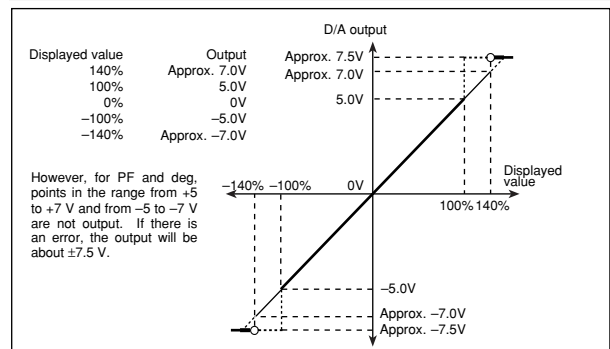 D/A output
Displayed value Output
140% Approx. 7.0V
100% 5.0V
0% 0V
−100% −5.0V
−140% Approx. −7.0V
However, for PF and deg,
points in the range from +5
to +7 V and from −5 to −7 V
are not output. If there is
an error, the output will be
about ±7.5 V.
Approx. 7.5V
Approx. 7.0V
5.0V
−140% −100% 0V
Displayed
value
100% 140%
−5.0V
Approx. −7.0V
Approx. −7.5V